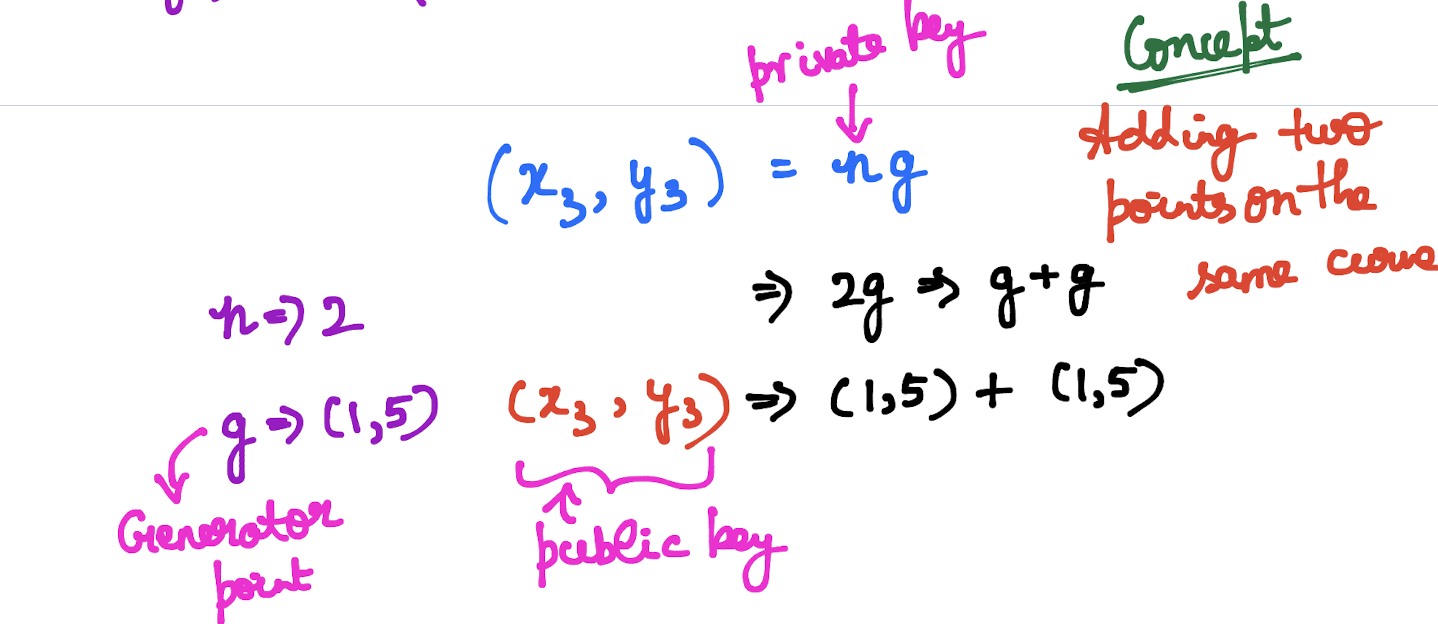 private key
Concept
(x₃, y₃) = ng
Adding two
points on the
same curve
n => 2
=> 2g => g+g
g => (1,5)
(x₃, y₃) => (1,5) + (1,5)
Generator
point
public key